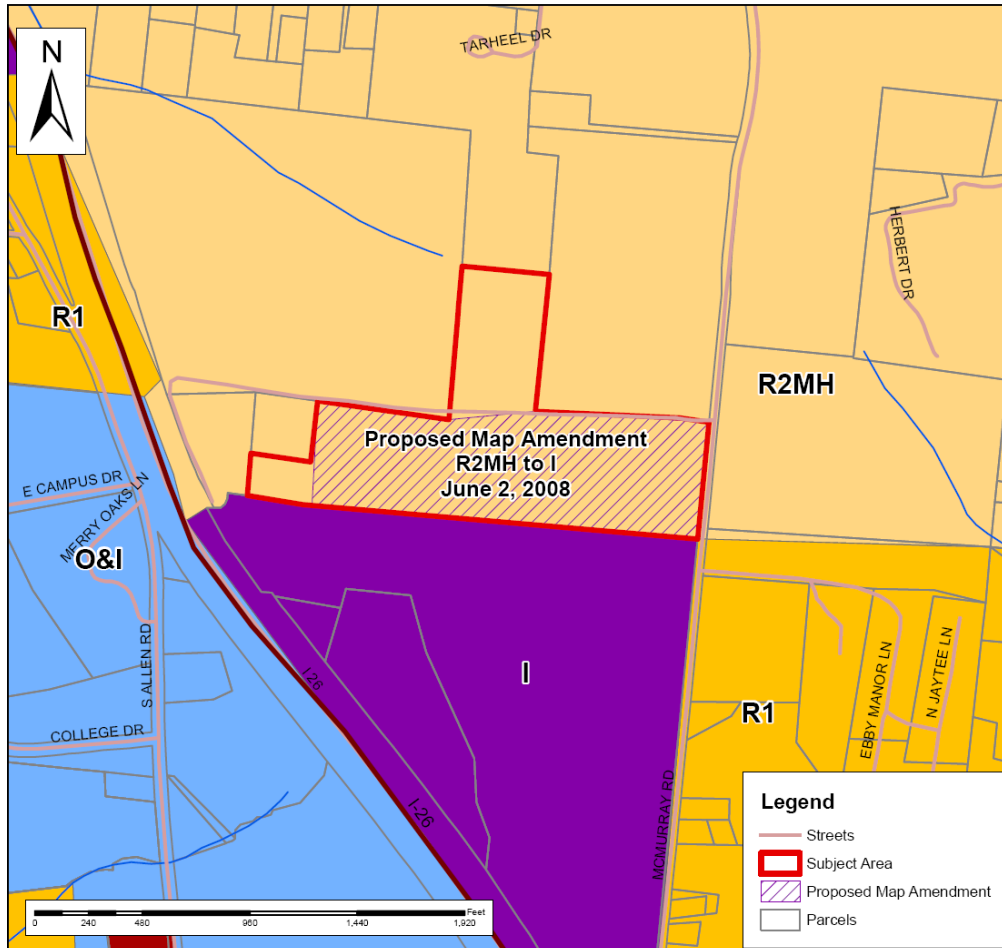 TARHEEL DR
N
HERBERT DR
R1
R2MH
Proposed Map Amendment
R2MH to I
June 2, 2008
E CAMPUS DR
MERRY OAKS LN
O&I
S ALLEN RD
I-26
I
COLLEGE DR
I-26
R1
EBBY MANOR LN
N JAYTEE LN
MCMURRAY RD
Legend
Streets
Subject Area
Proposed Map Amendment
Parcels
Feet
0 240 480 960 1,440 1,920